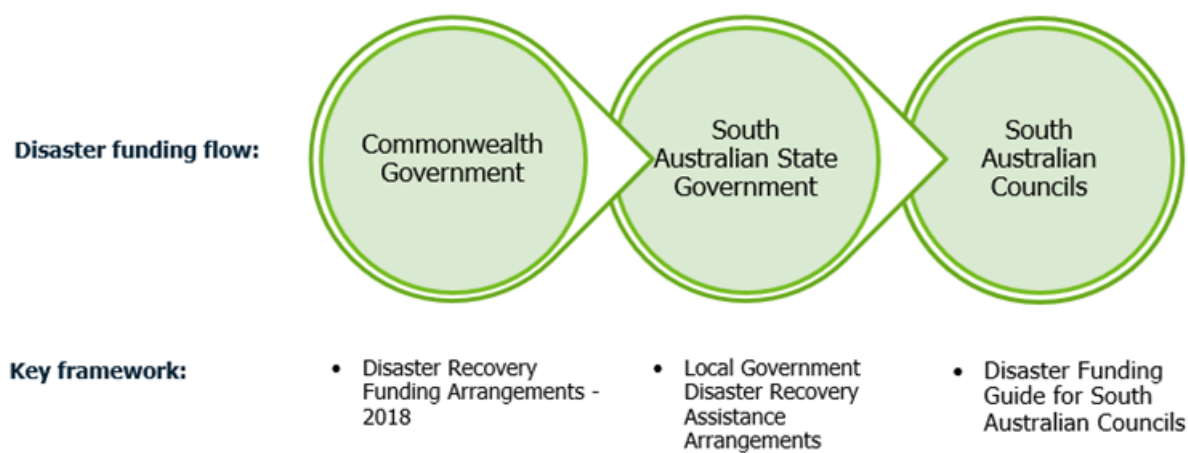 Disaster funding flow:
Commonwealth
Government
South
Australian State
Government
South
Australian
Councils
Key framework:
• Disaster Recovery
Funding Arrangements -
2018
• Local Government
Disaster Recovery
Assistance
Arrangements
• Disaster Funding
Guide for South
Australian Councils